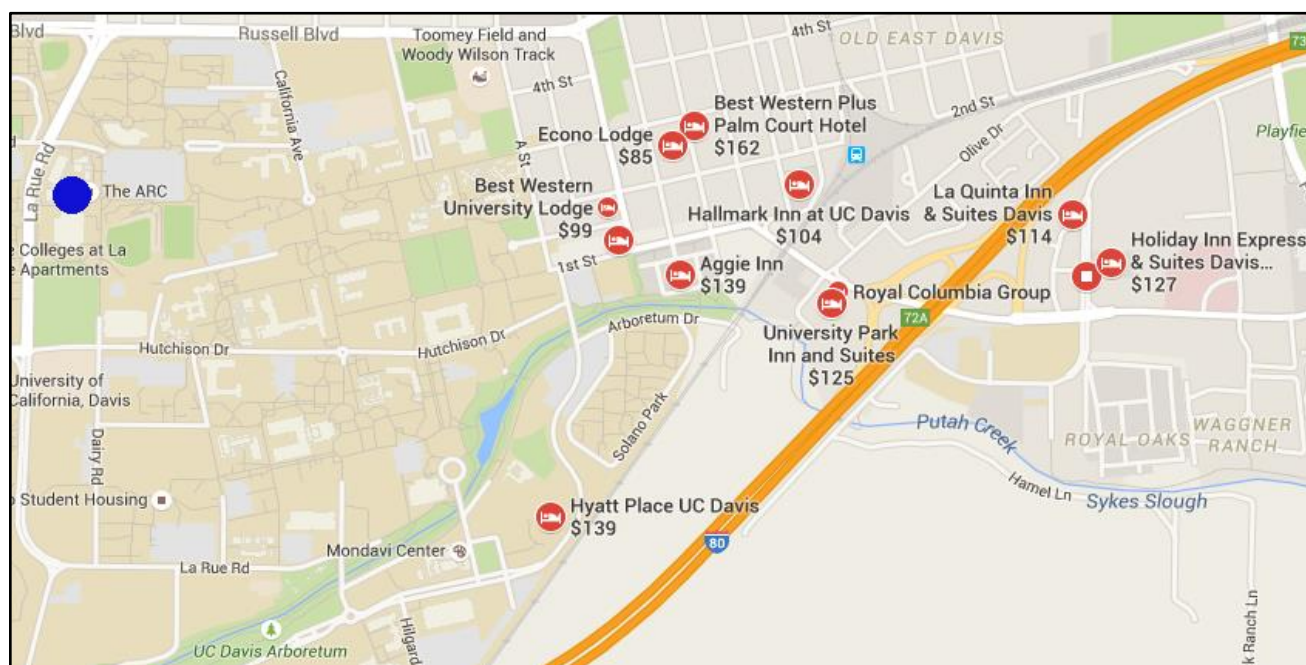 Blvd
Russell Blvd
Toomey Field and
Woody Wilson Track
4th St
OLD EAST DAVIS
73
4th St
2nd St
California Ave
A St
Econo Lodge
$85
Best Western Plus
Palm Court Hotel
$162
Olive Dr
Playfie
La Rue Rd
The ARC
Best Western
University Lodge
$99
Hallmark Inn at UC Davis
$104
La Quinta Inn
& Suites Davis
$114
Holiday Inn Express
& Suites Davis...
$127
e Colleges at La
e Apartments
1st St
Aggie Inn
$139
Royal Columbia Group
72A
Arboretum Dr
University Park
Inn and Suites
$125
Hutchison Dr
Hutchison Dr
University of
California, Davis
Dairy Rd
Solano Park
Putah Creek
ROYAL OAKS
WAGGNER
RANCH
Hamel Ln
Sykes Slough
o Student Housing
Hyatt Place UC Davis
$139
80
Mondavi Center
La Rue Rd
Hilgard
UC Davis Arboretum
k Ranch Ln